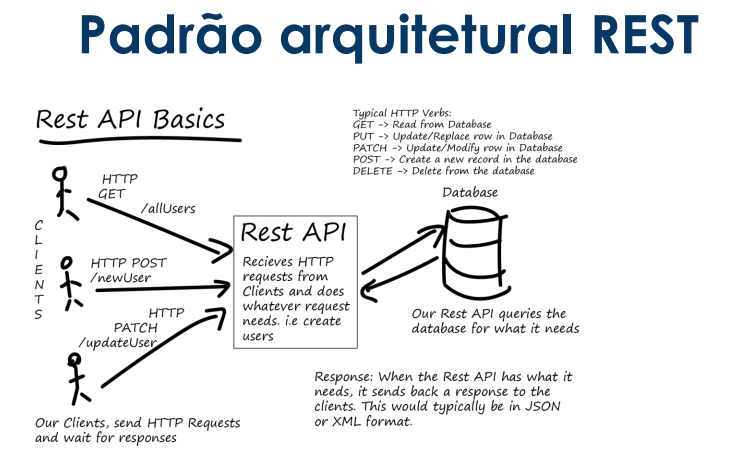 Padrão arquitetural REST
Rest API Basics
Typical HTTP Verbs:
GET -> Read from Database
PUT -> Update/Replace row in Database
PATCH -> Update/Modify row in Database
POST -> Create a new record in the database
DELETE -> Delete from the database
CLIENTS
HTTP
GET
/allUsers
HTTP POST
/newUser
HTTP
PATCH
/updateUser
Rest API
Recieves HTTP
requests from
Clients and does
whatever request
needs. i.e create
users
Database
Our Rest API queries the
database for what it needs
Response: When the Rest API has what it
needs, it sends back a response to the
clients. This would typically be in JSON
or XML format.
Our Clients, send HTTP Requests
and wait for responses